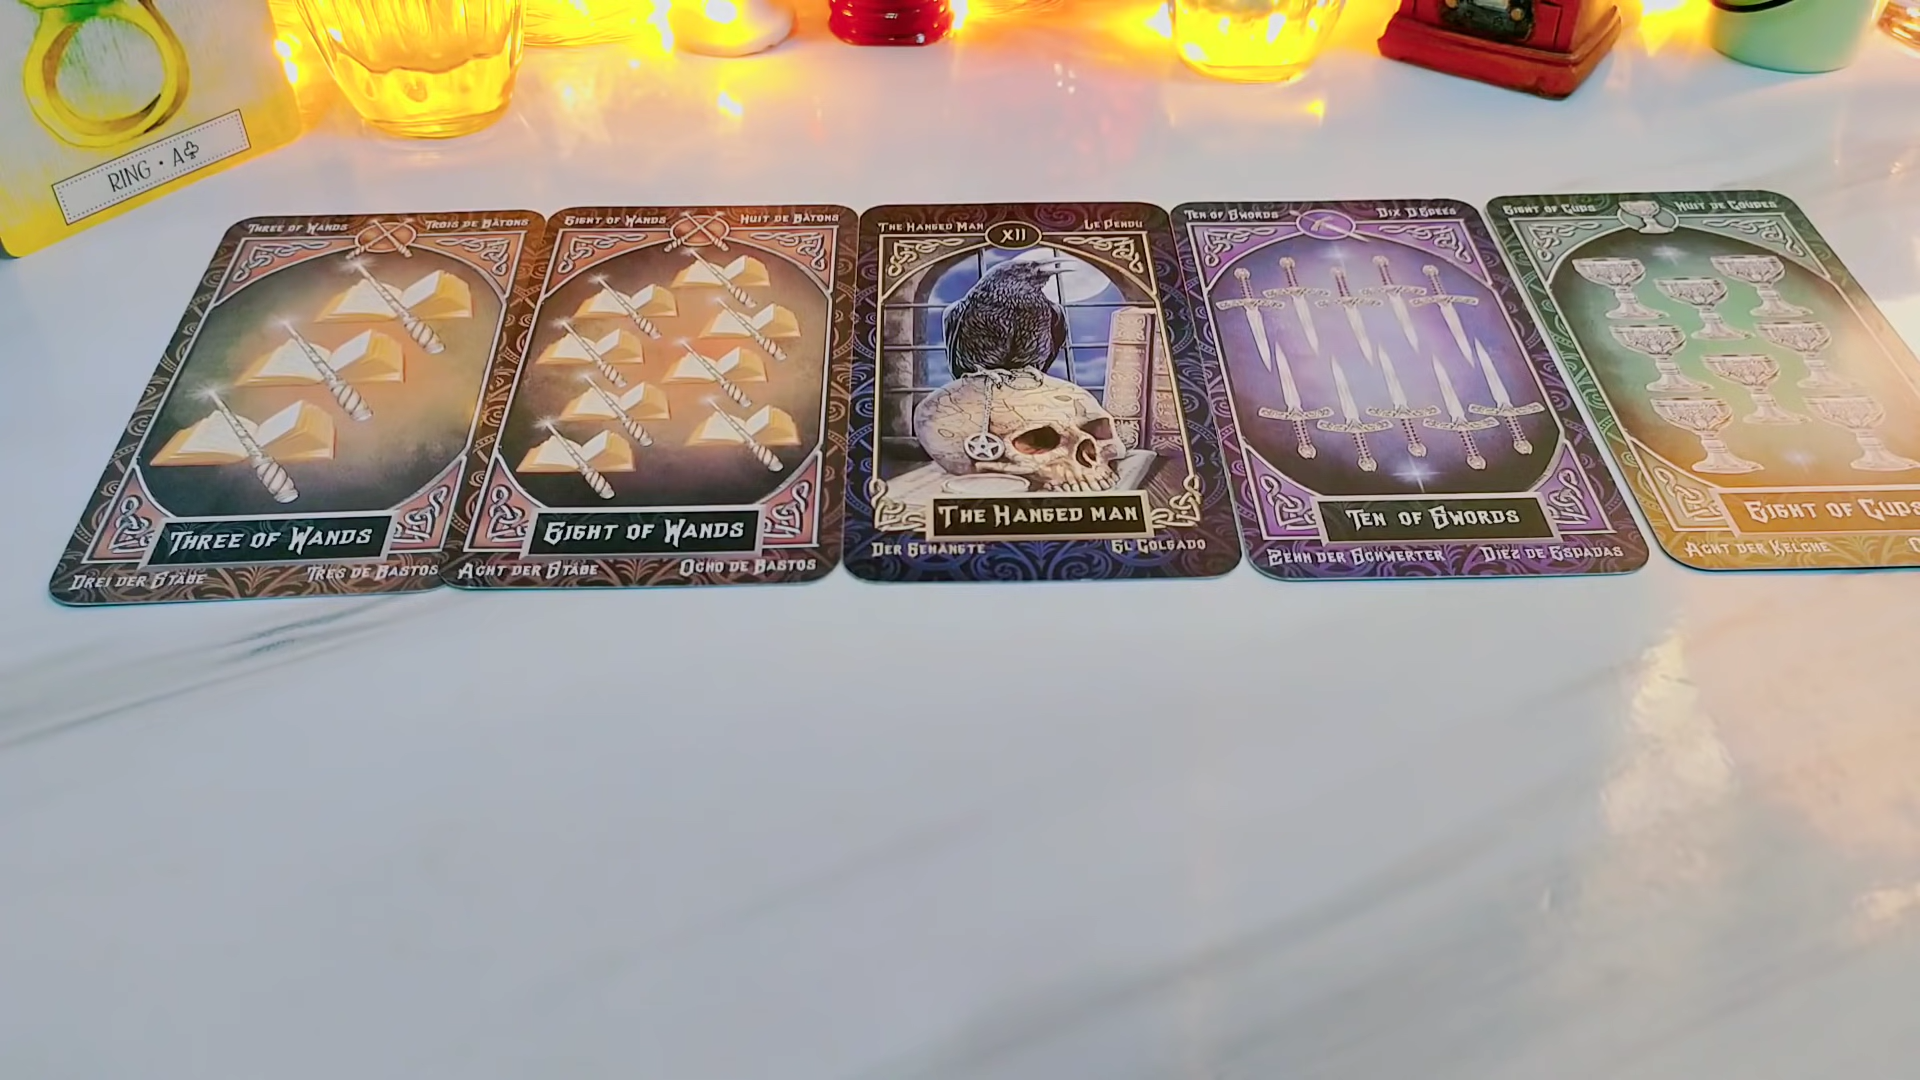 RING • A♣
THREE OF WANDS TROIS DE BÂTONS
THREE OF WANDS
DREI DER STÄBE TRES DE BASTOS
EIGHT OF WANDS HUIT DE BÂTONS
EIGHT OF WANDS
ACHT DER STÄBE OCHO DE BASTOS
THE HANGED MAN XII LE PENDU
THE HANGED MAN
DER GEHÄNGTE EL COLGADO
TEN OF SWORDS DIX D'ÉPÉES
TEN OF SWORDS
ZEHN DER SCHWERTER DIEZ DE ESPADAS
EIGHT OF CUPS HUIT DE COUPES
EIGHT OF CUPS
ACHT DER KELCHE